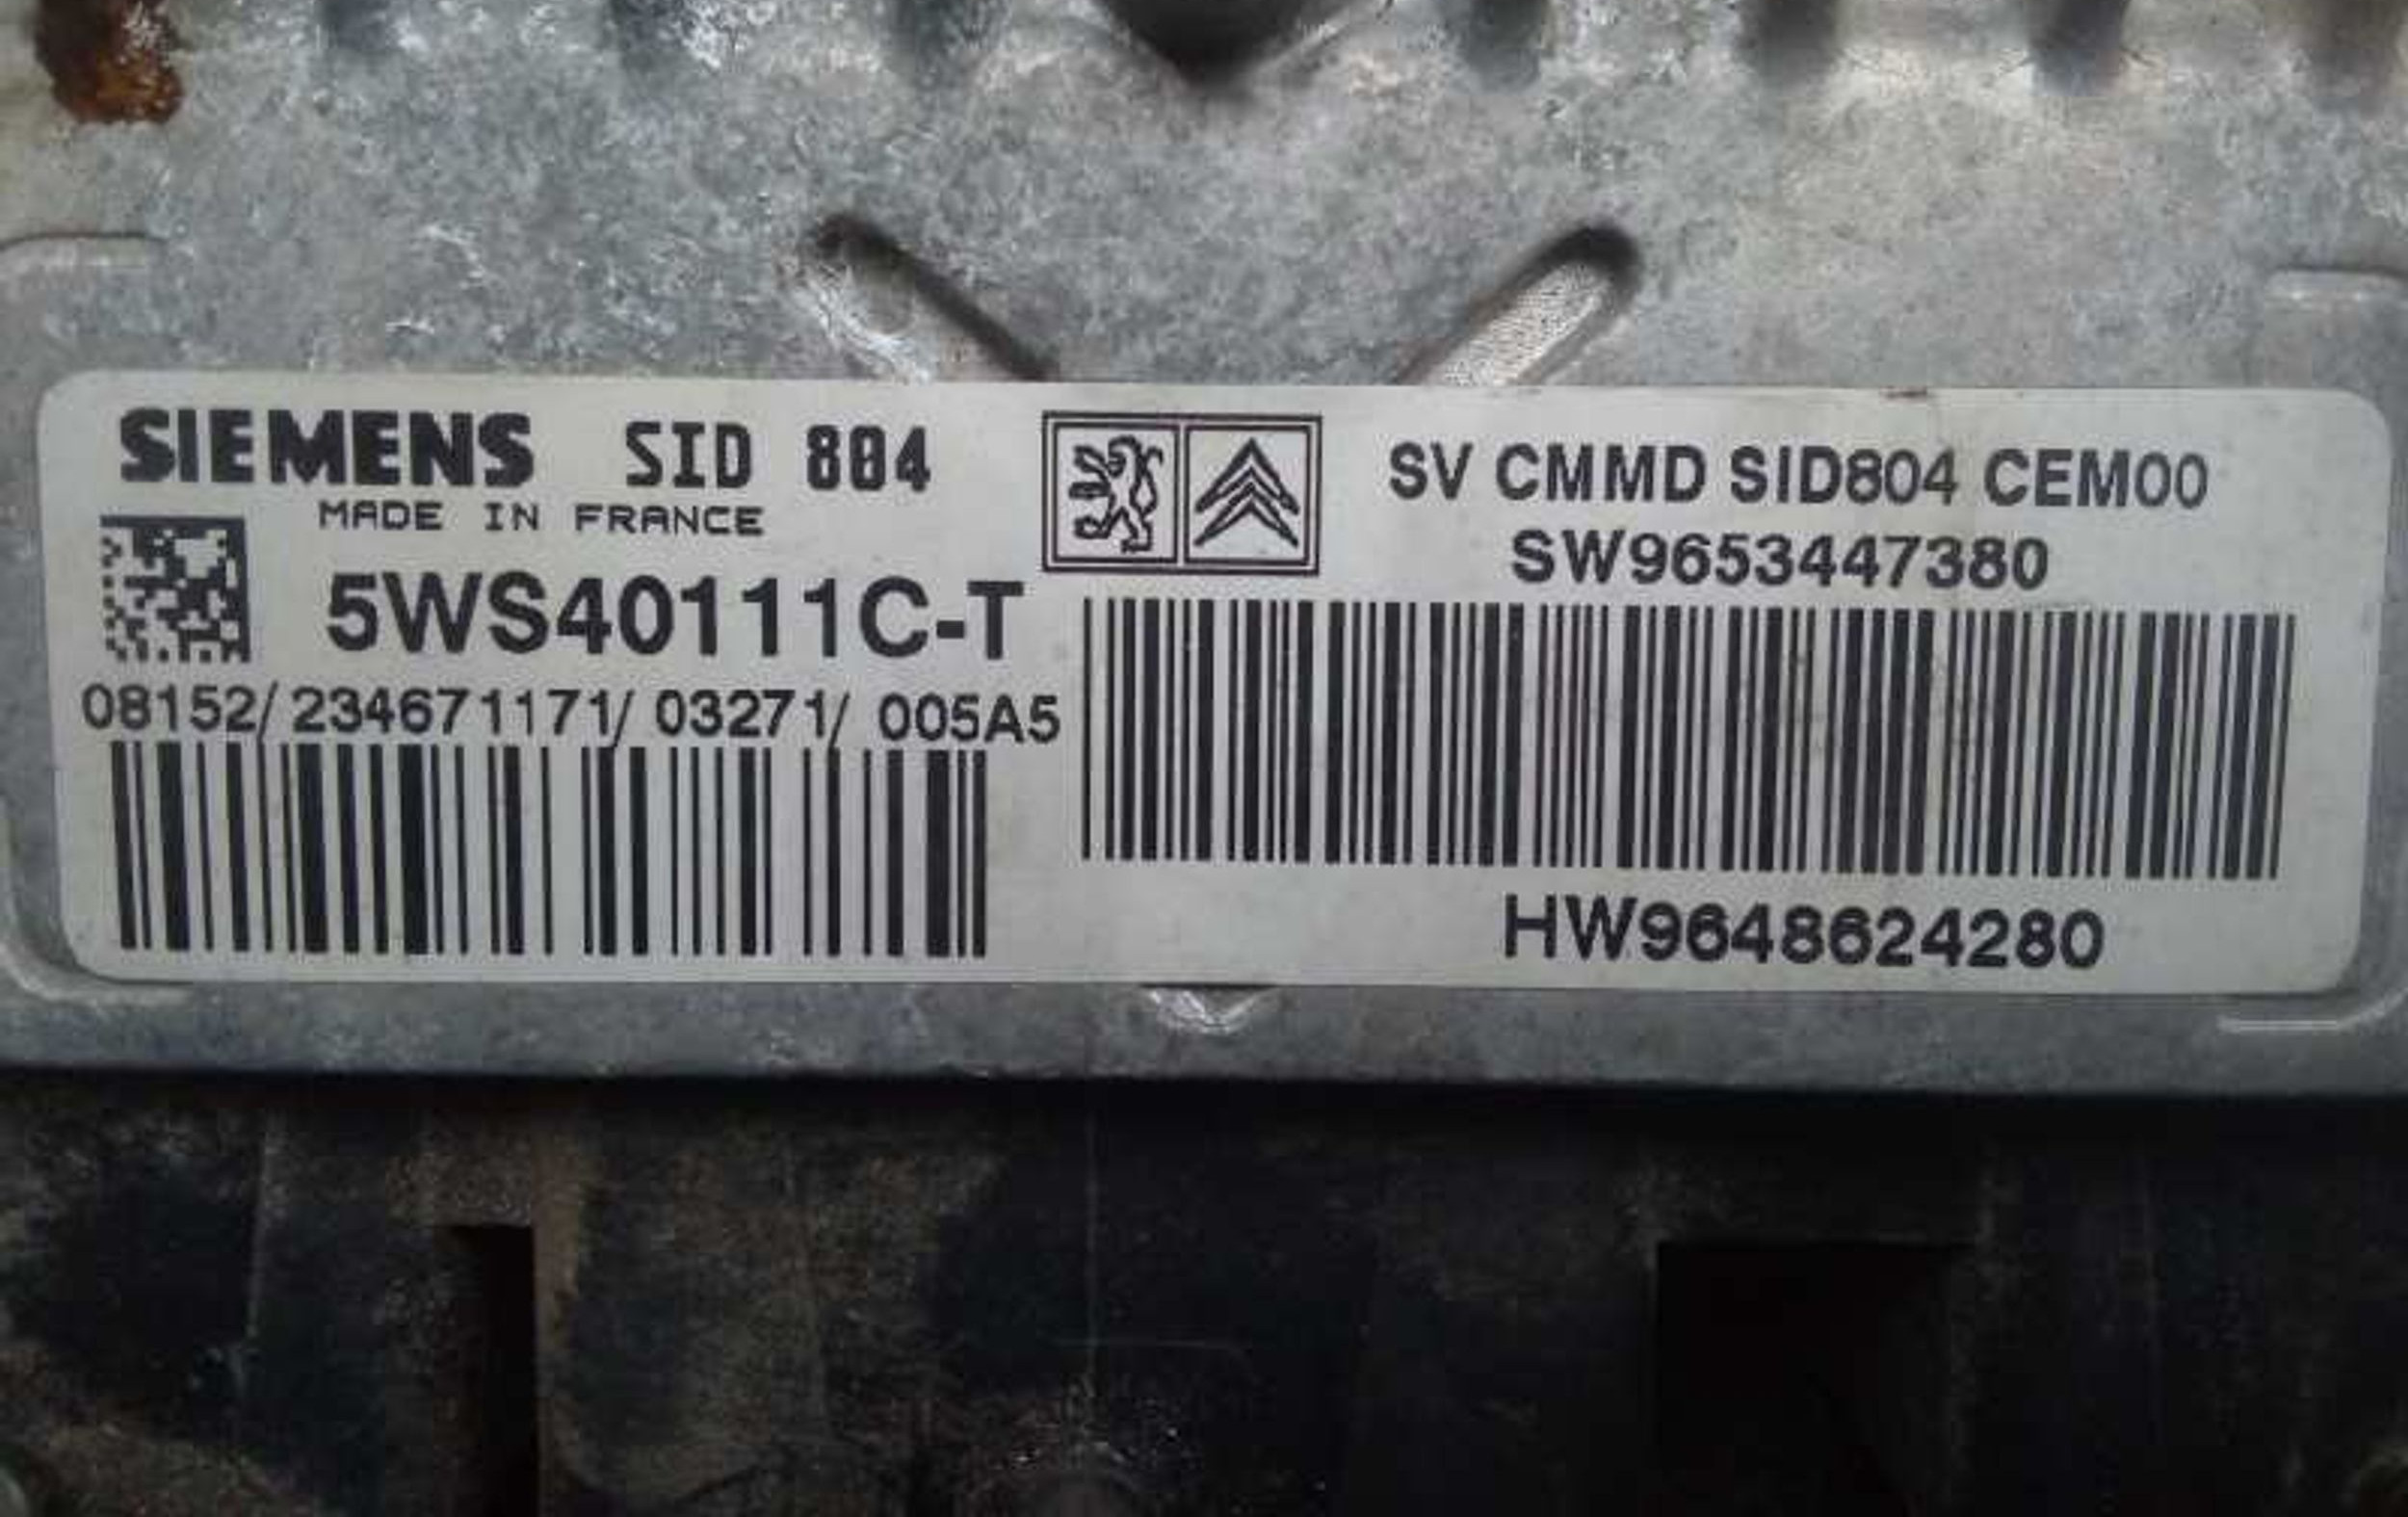 SIEMENS SID 804
MADE IN FRANCE
5WS40111C-T
08152/234671171/03271/ 005A5
SV CMMD SID804 CEM00
SW9653447380
HW9648624280